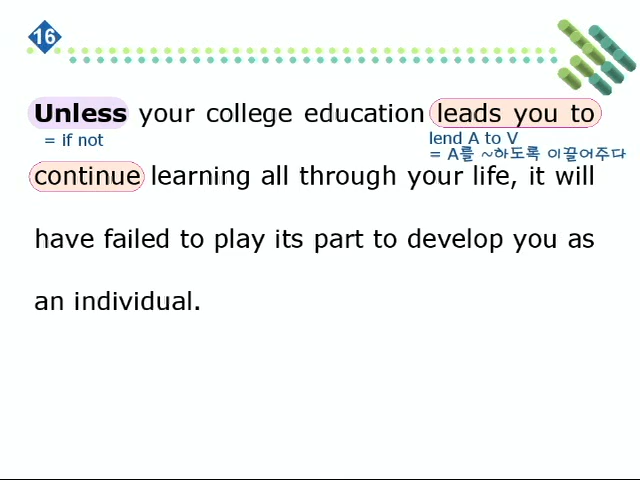 16
Unless your college education leads you to
= if not
lend A to V
= A를 ~하도록 이끌어주다
continue learning all through your life, it will
have failed to play its part to develop you as
an individual.